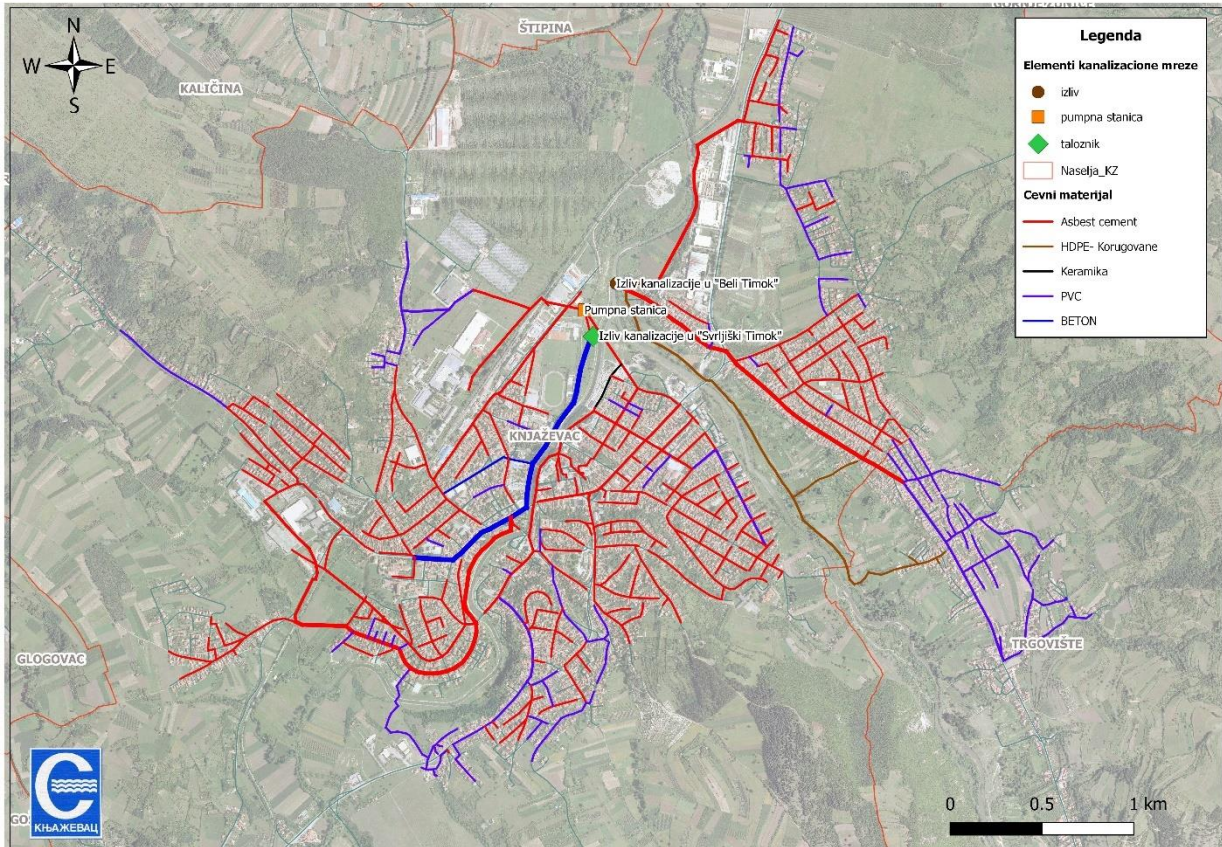 GORNJE ZUNIČE
N
W E
S
ŠTIPINA
KALIČINA
Legenda
Elementi kanalizacione mreze
izliv
pumpna stanica
taloznik
Naselja_KZ
Cevni materijal
Asbest cement
HDPE- Korugovane
Keramika
PVC
BETON
Izliv kanalizacije u "Beli Timok"
Pumpna stanica
Izliv kanalizacije u "Svrljiški Timok"
KNJAŽEVAC
GLOGOVAC
TRGOVIŠTE
КЊАЖЕВАЦ
0 0.5 1 km